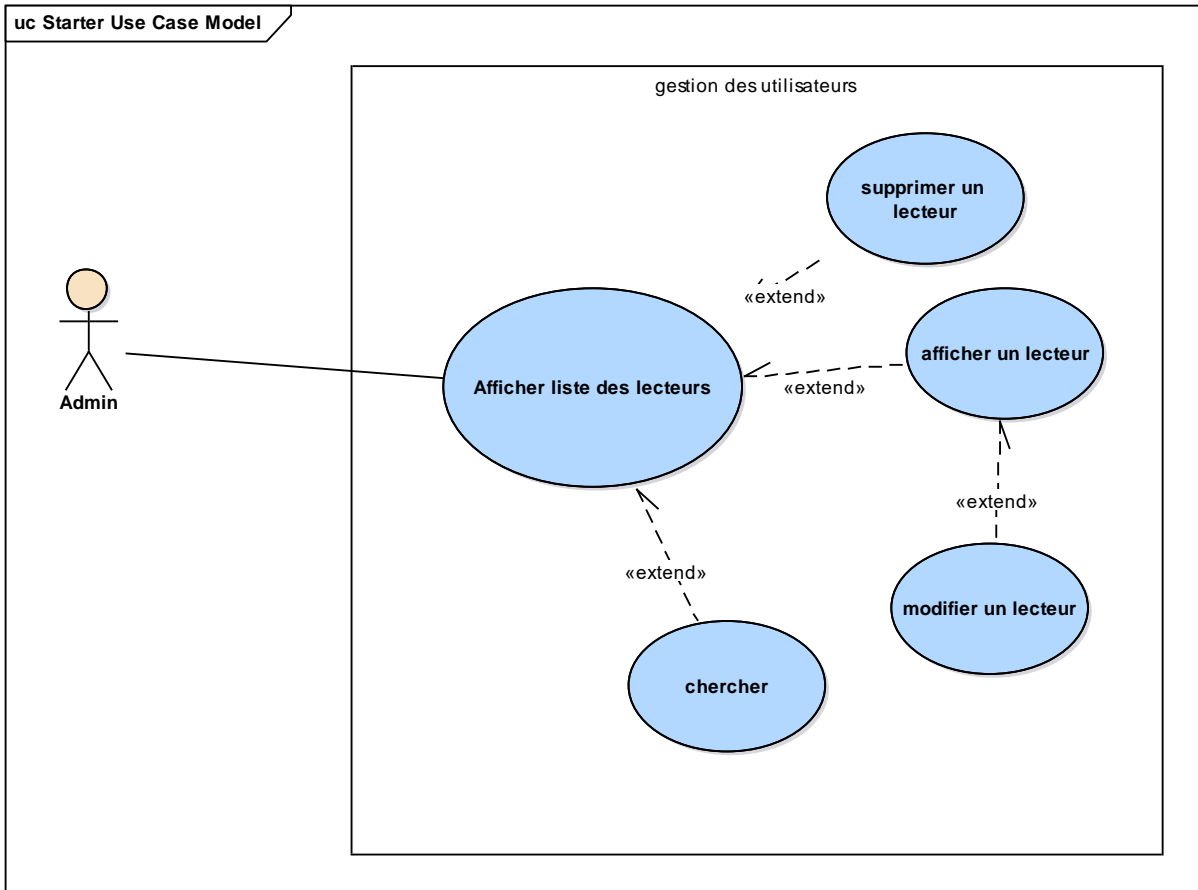 uc Starter Use Case Model
gestion des utilisateurs
supprimer un
lecteur
«extend»
afficher un lecteur
Afficher liste des lecteurs
«extend»
Admin
«extend»
«extend»
modifier un lecteur
chercher